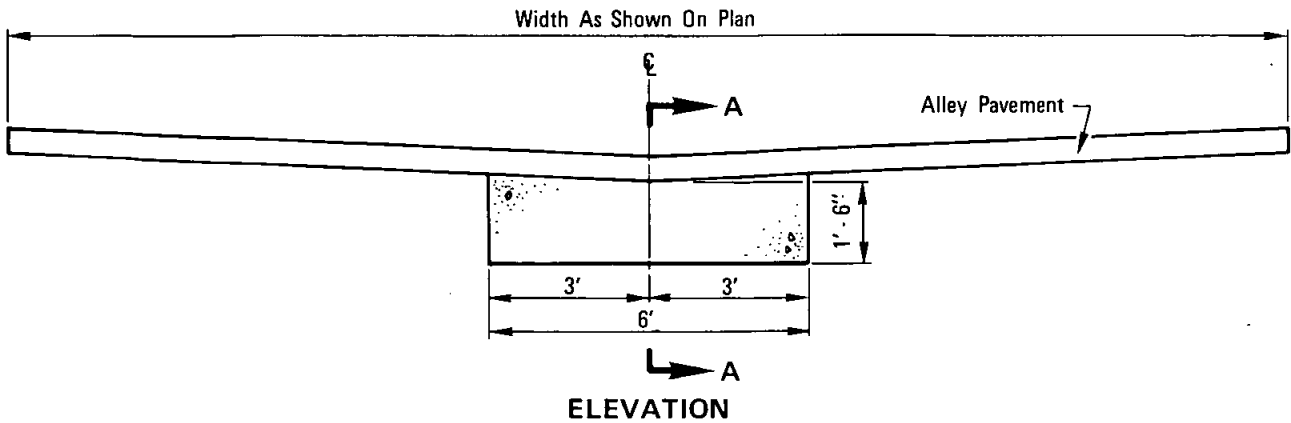 Width As Shown On Plan
℄
A
Alley Pavement
1' - 6"
3'
3'
6'
A
ELEVATION